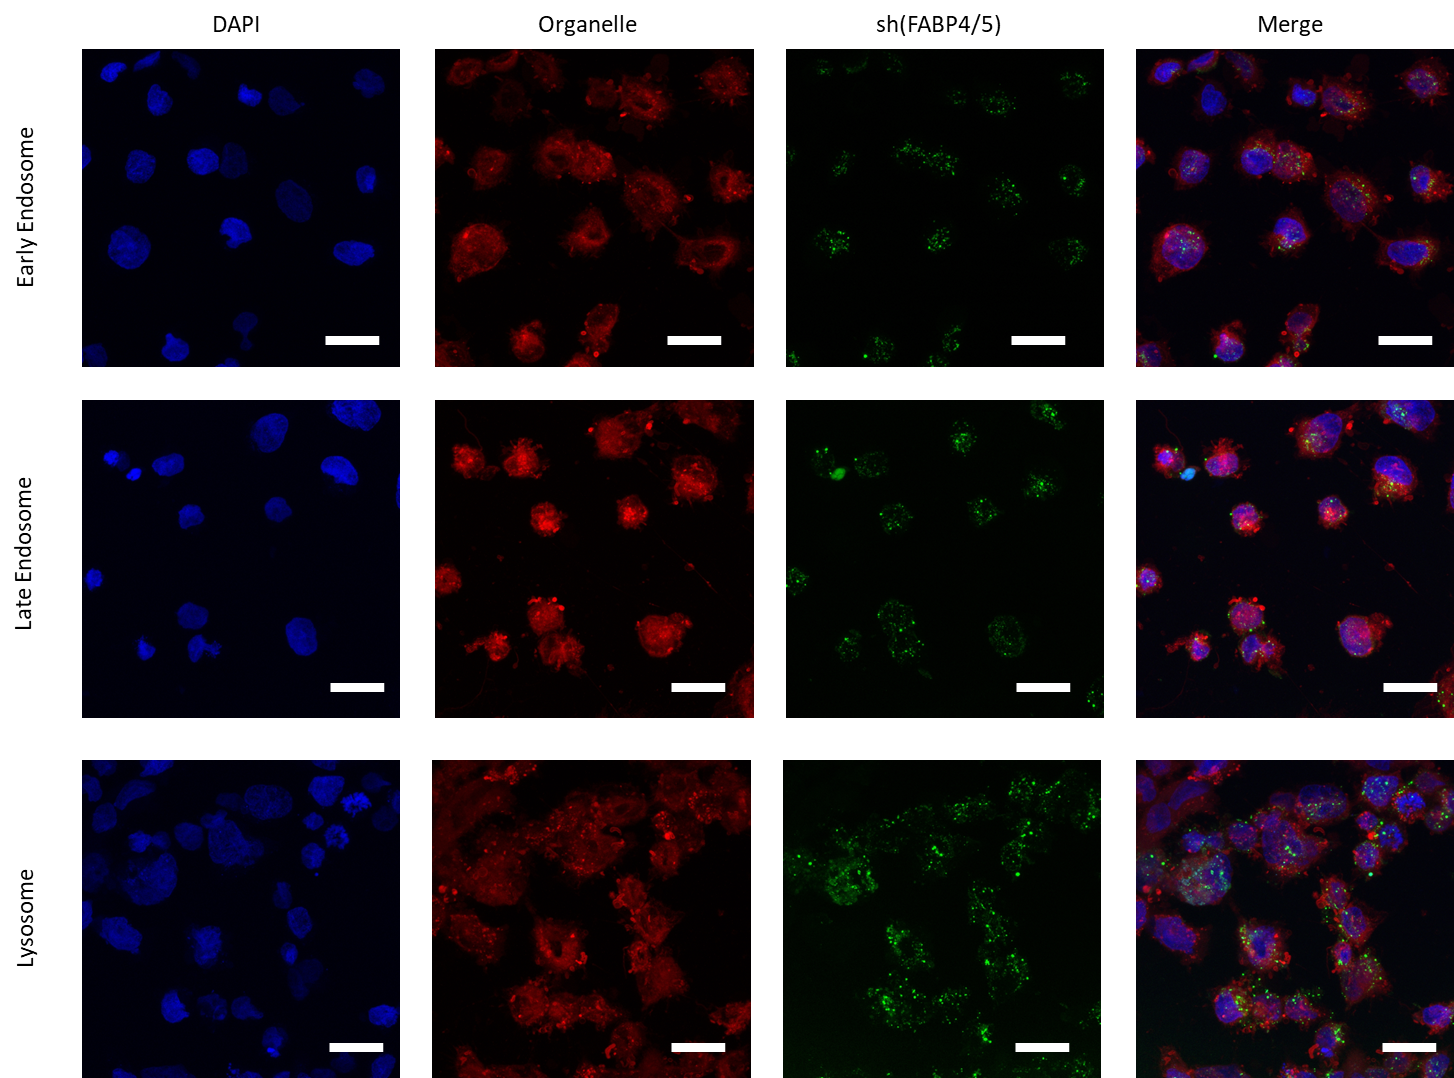 DAPI
Organelle
sh(FABP4/5)
Merge
Early Endosome
Late Endosome
Lysosome